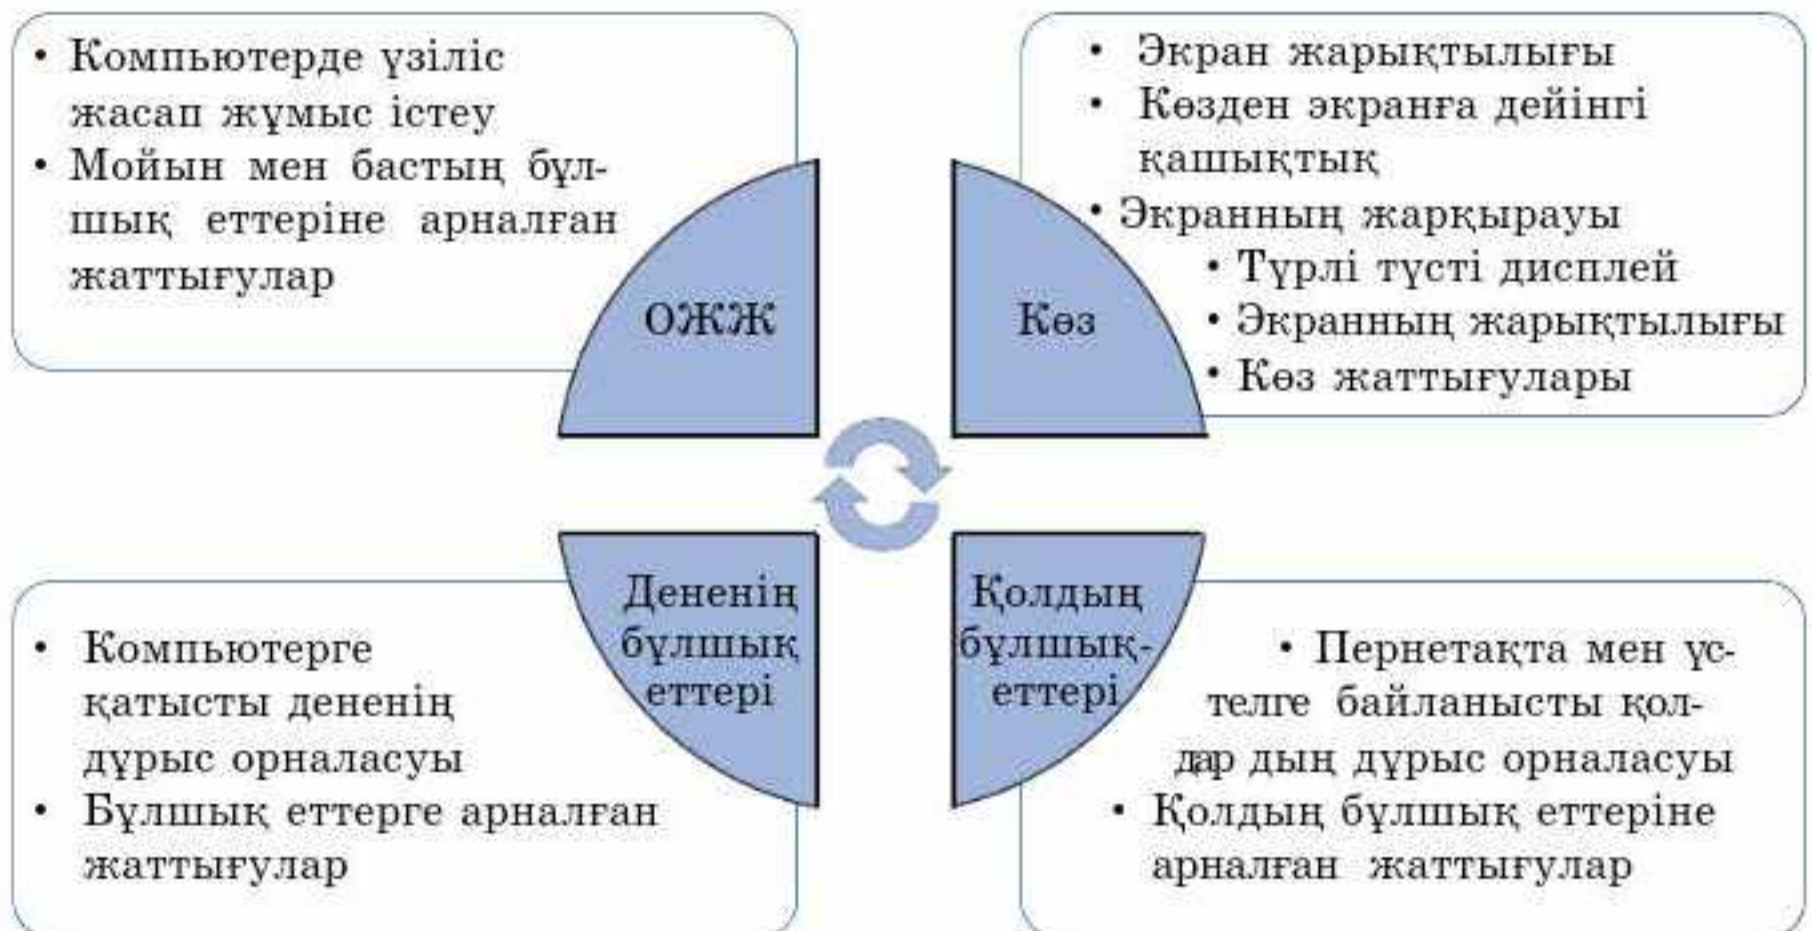 • Компьютерде үзіліс
жасап жұмыс істеу
• Мойын мен бастың бұл-
шық еттеріне арналған
жаттығулар
ОЖЖ
• Экран жарықтылығы
• Көзден экранға дейінгі
қашықтық
• Экранның жарқырауы
• Түрлі түсті дисплей
• Экранның жарықтылығы
• Көз жаттығулары
Көз
• Компьютерге
қатысты дененің
дұрыс орналасуы
• Бұлшық еттерге арналған
жаттығулар
Дененің
бұлшық
еттері
Қолдың
бұлшық-
еттері
• Пернетақта мен үс-
телге байланысты қол-
дар дың дұрыс орналасуы
• Қолдың бұлшық еттеріне
арналған жаттығулар